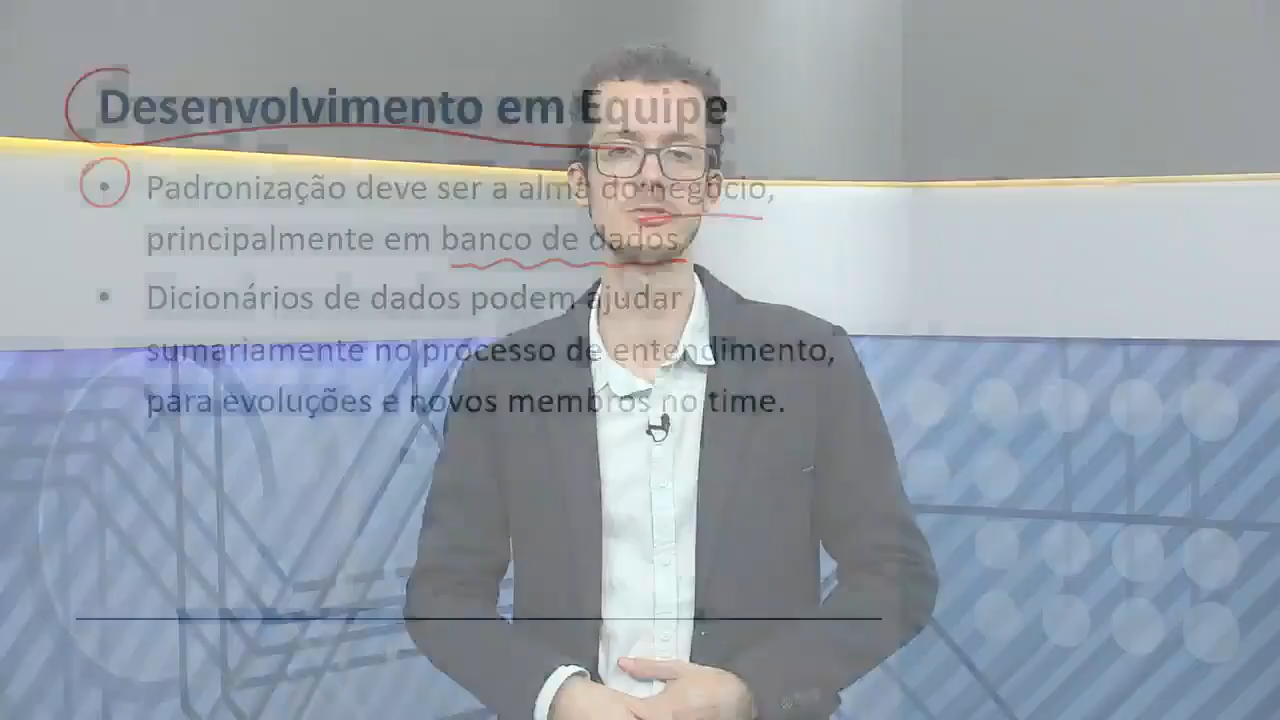 Desenvolvimento em Equipe
• Padronização deve ser a alma do negócio,
principalmente em banco de dados.
• Dicionários de dados podem ajudar
sumariamente no processo de entendimento,
para evoluções e novos membros no time.